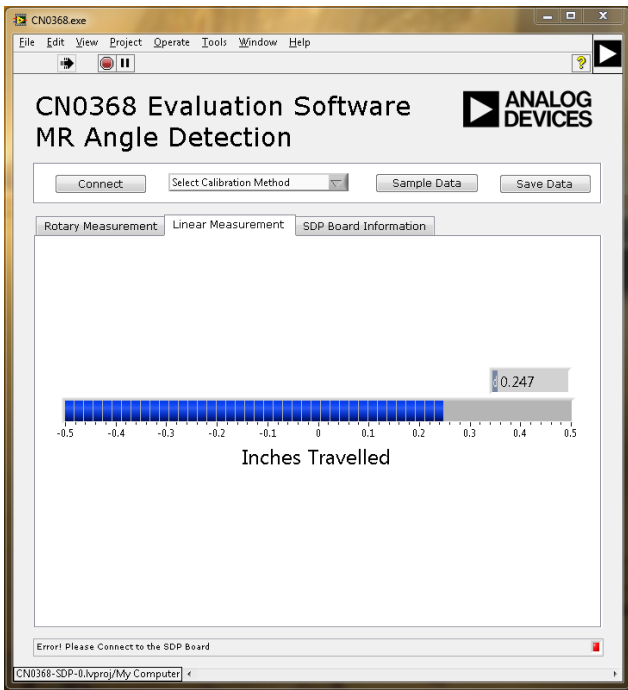 CN0368.exe
File Edit View Project Operate Tools Window Help
?
CN0368 Evaluation Software
MR Angle Detection
ANALOG
DEVICES
Connect Select Calibration Method Sample Data Save Data
Rotary Measurement Linear Measurement SDP Board Information
d 0.247
-0.5 -0.4 -0.3 -0.2 -0.1 0 0.1 0.2 0.3 0.4 0.5
Inches Travelled
Error! Please Connect to the SDP Board
CN0368-SDP-0.lvproj/My Computer